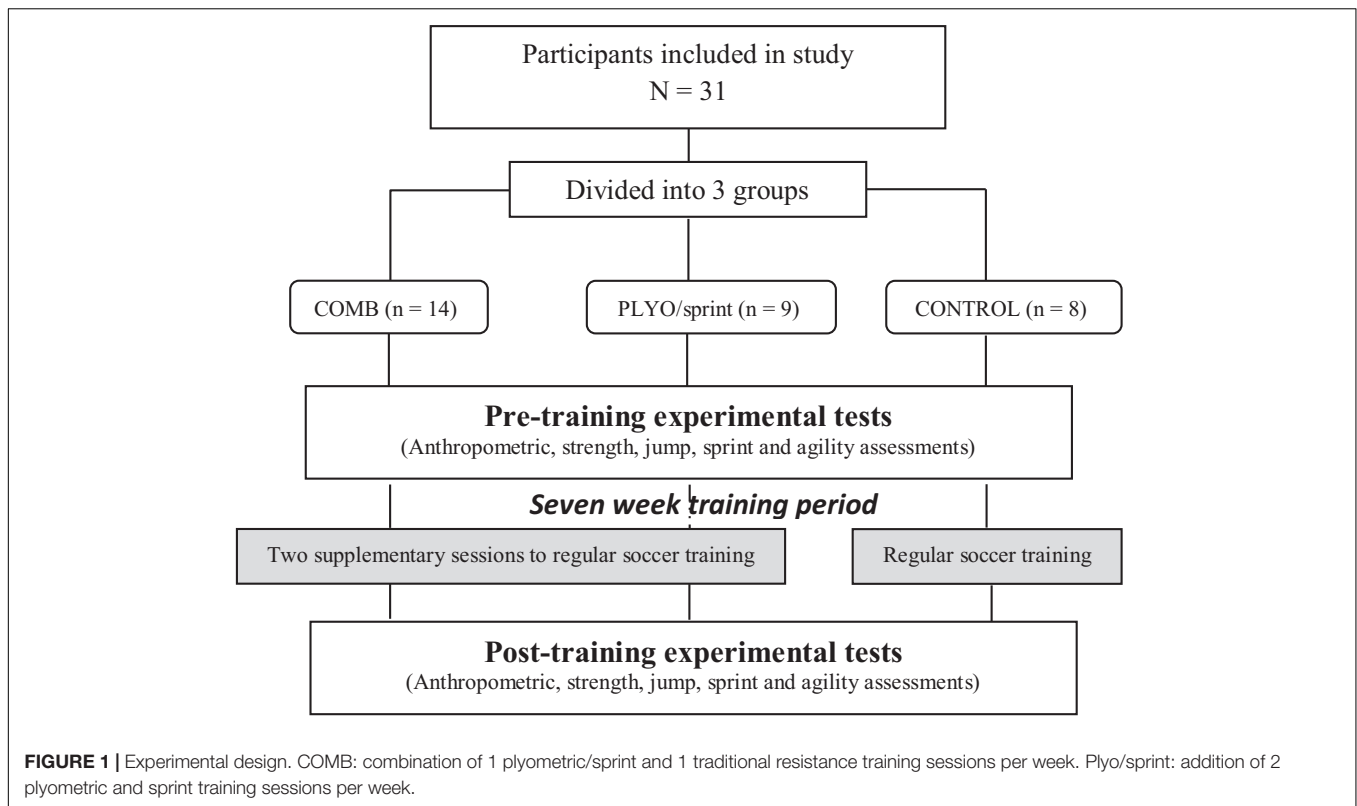 Participants included in study
N = 31
Divided into 3 groups
COMB (n = 14)
PLYO/sprint (n = 9)
CONTROL (n = 8)
Pre-training experimental tests
(Anthropometric, strength, jump, sprint and agility assessments)
Seven week training period
Two supplementary sessions to regular soccer training
Regular soccer training
Post-training experimental tests
(Anthropometric, strength, jump, sprint and agility assessments)
FIGURE 1 | Experimental design. COMB: combination of 1 plyometric/sprint and 1 traditional resistance training sessions per week. Plyo/sprint: addition of 2
plyometric and sprint training sessions per week.